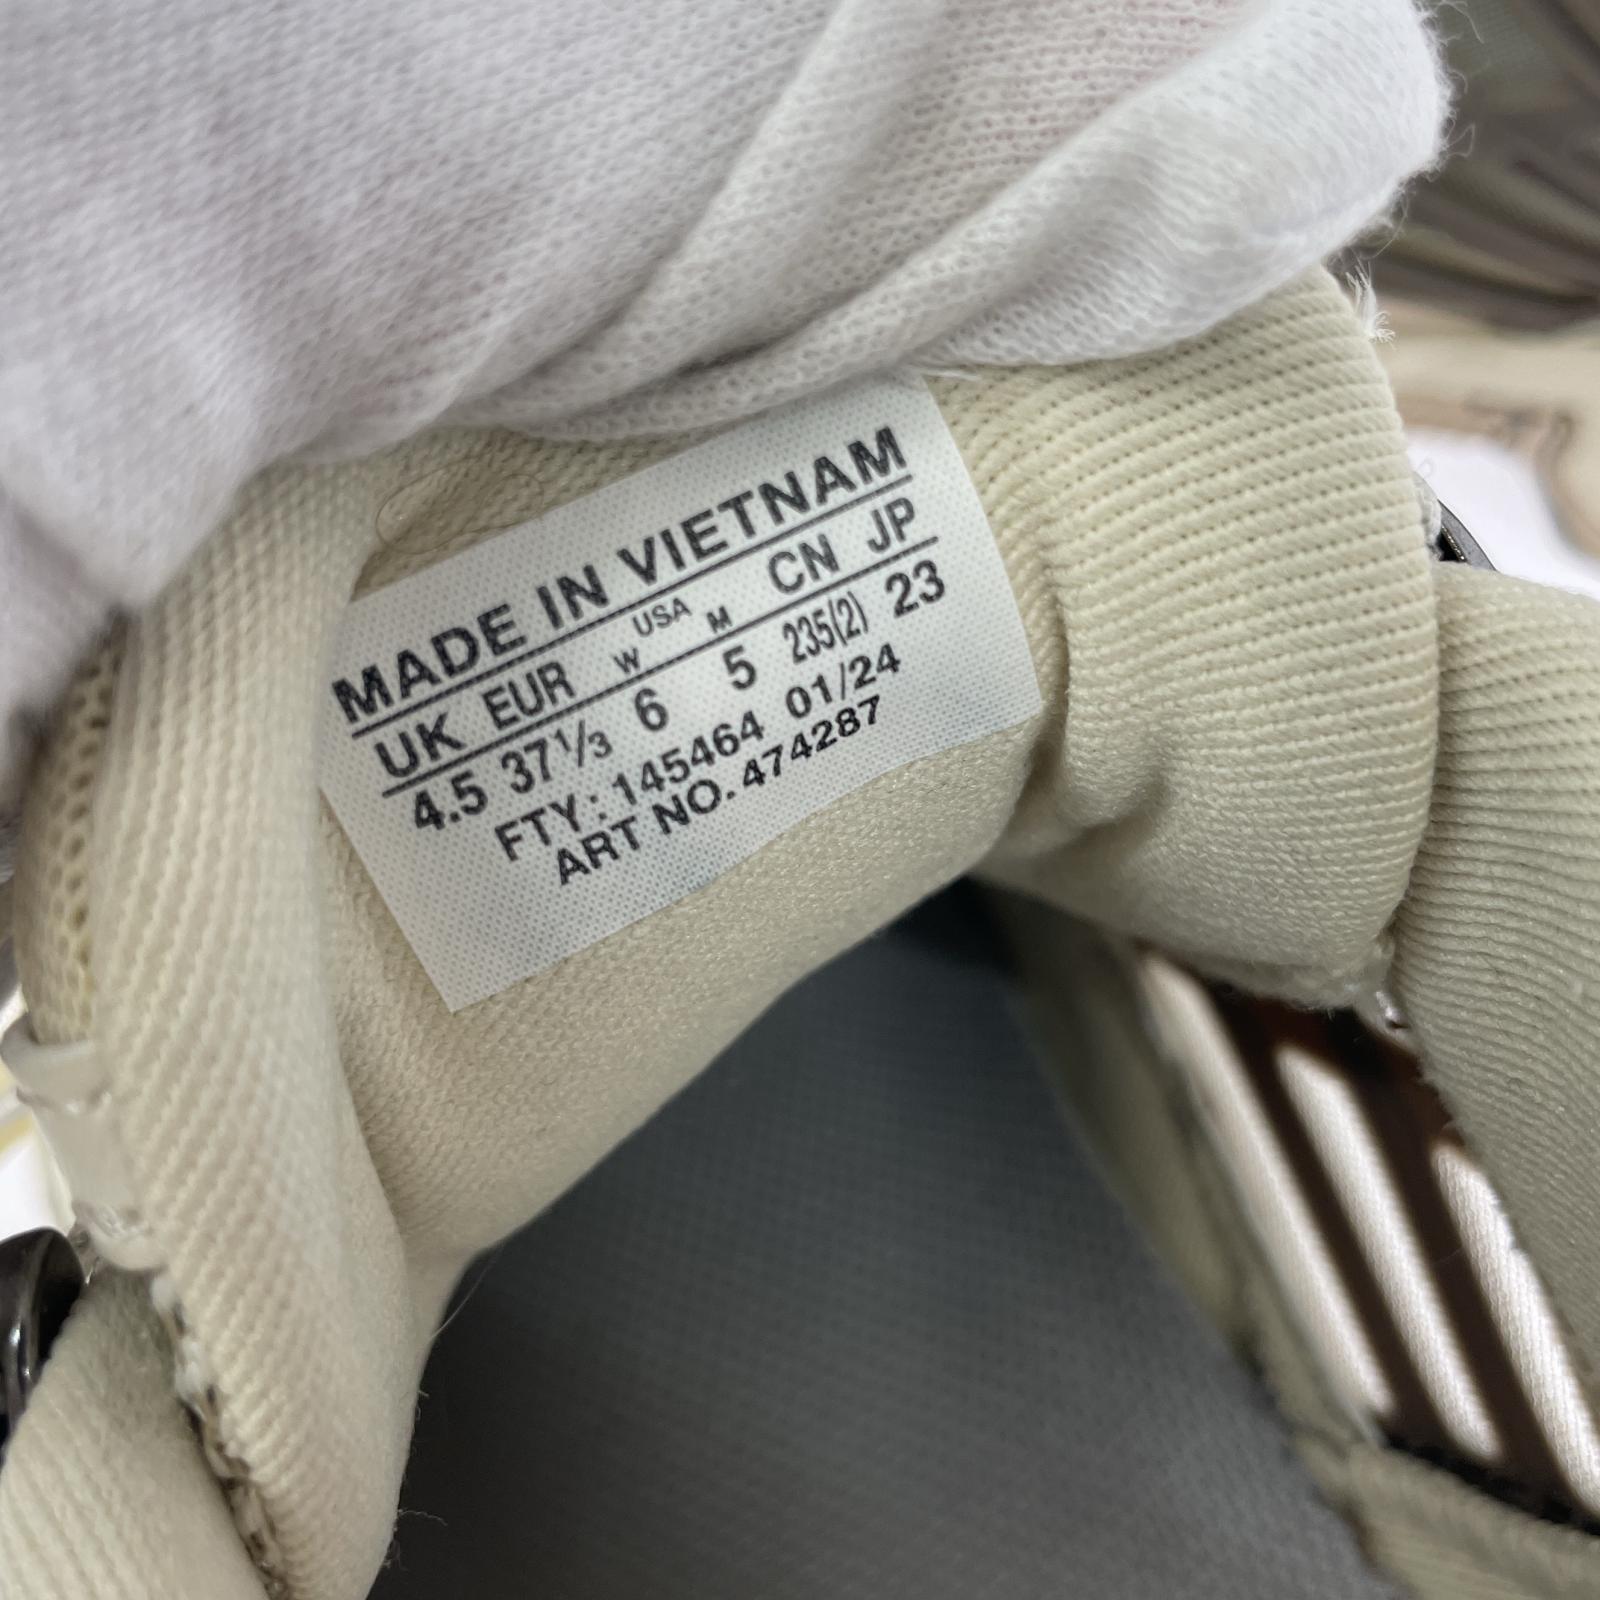 MADE IN VIETNAM
UK EUR USA W M CN JP
4.5 37 1/3 6 5 235(2) 23
FTY: 145464 01/24
ART NO. 474287